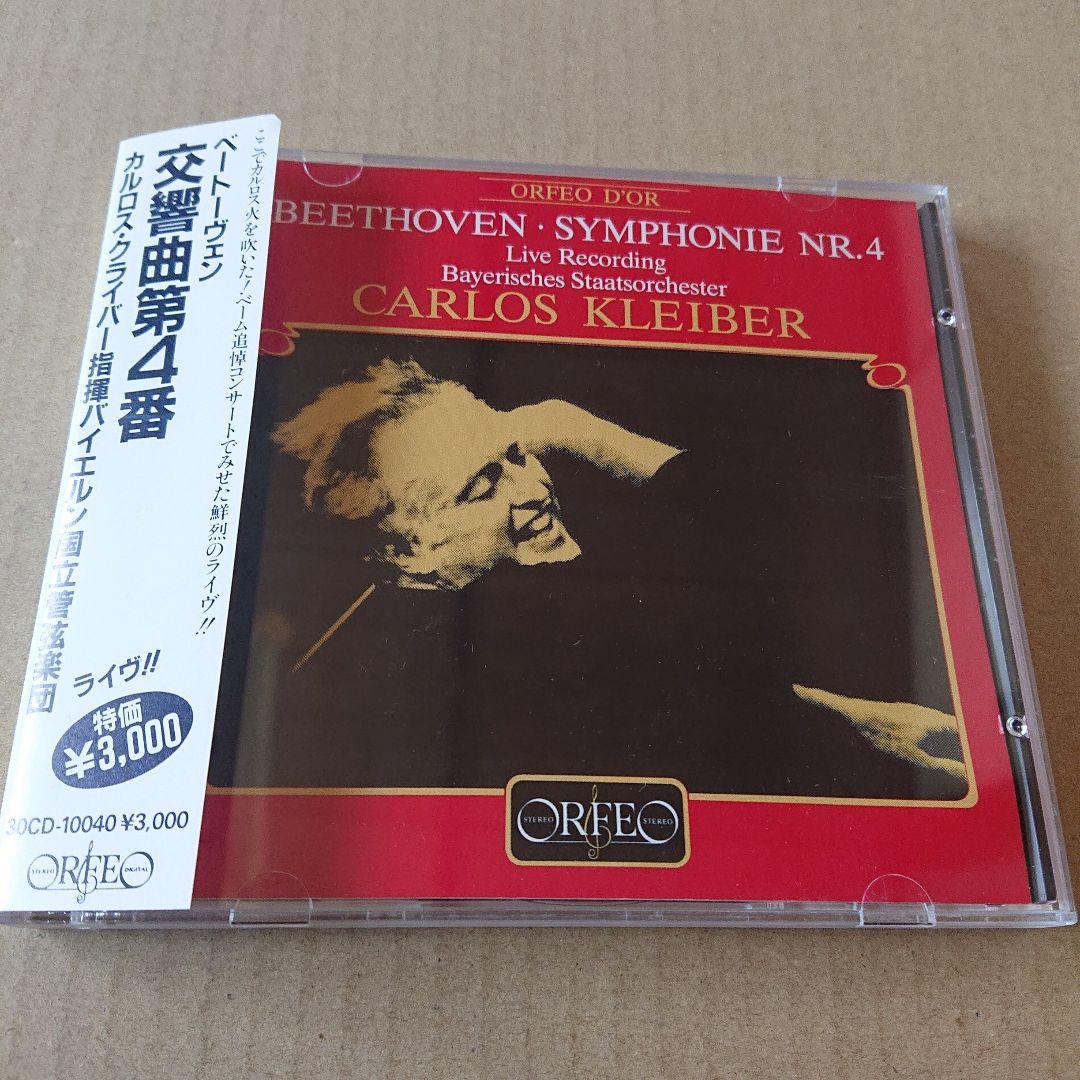 ここでカルロス火を吹いた!ベーム追悼コンサートでみせた鮮烈のライヴ!!
ベートーヴェン
交響曲第4番
カルロス・クライバー指揮バイエルン国立管弦楽団
ライヴ!!
特価
¥3,000
30CD-10040 ¥3,000
STEREO ORFEO DIGITAL
ORFEO D'OR
BEETHOVEN · SYMPHONIE NR.4
Live Recording
Bayerisches Staatsorchester
CARLOS KLEIBER
STEREO ORFEO STEREO